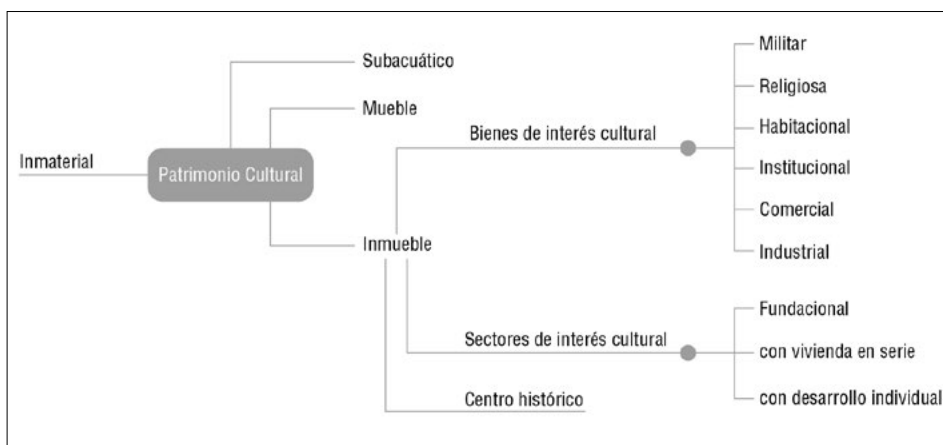 Inmaterial
Patrimonio Cultural
Subacuático
Mueble
Inmueble
Bienes de interés cultural
Militar
Religiosa
Habitacional
Institucional
Comercial
Industrial
Sectores de interés cultural
Fundacional
con vivienda en serie
con desarrollo individual
Centro histórico